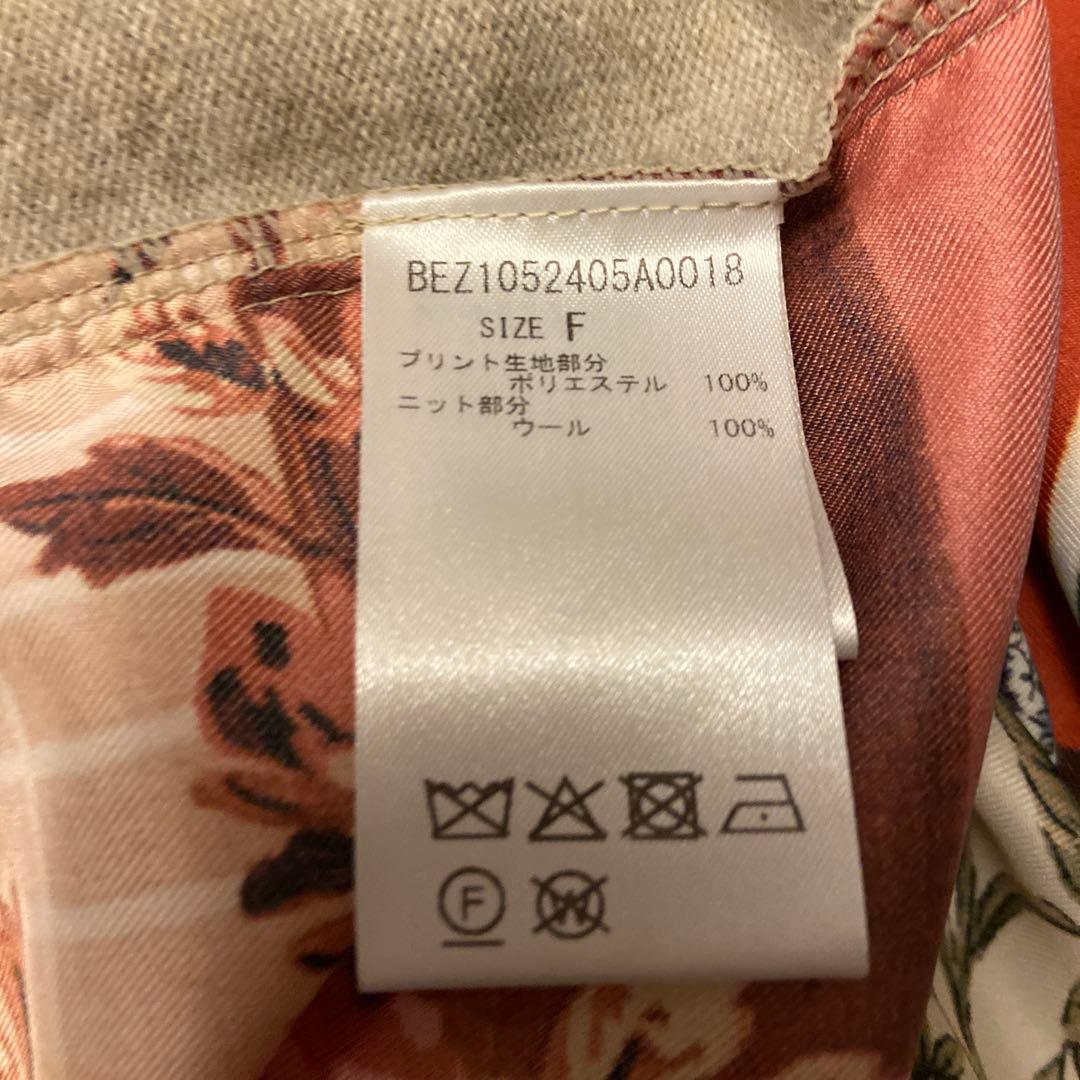 BEZ1052405A0018
SIZE F
プリント生地部分
ポリエステル 100%
ニット部分
ウール 100%
F W